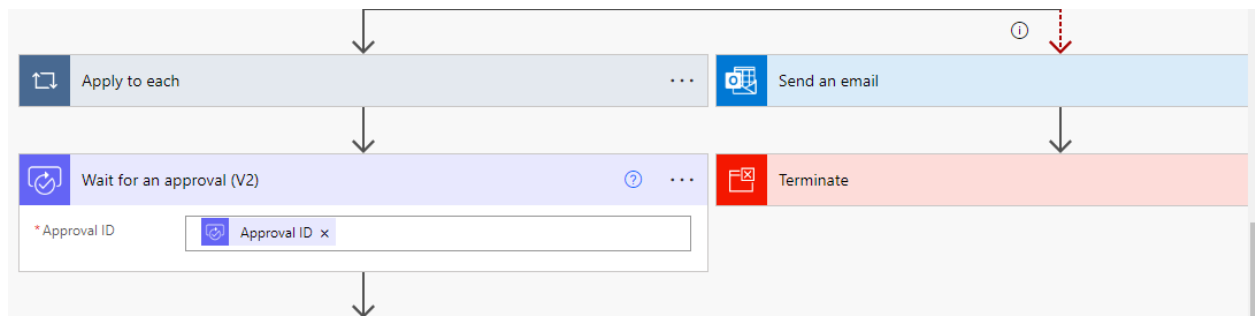 Apply to each
Send an email
Wait for an approval (V2)
Terminate
*Approval ID
Approval ID